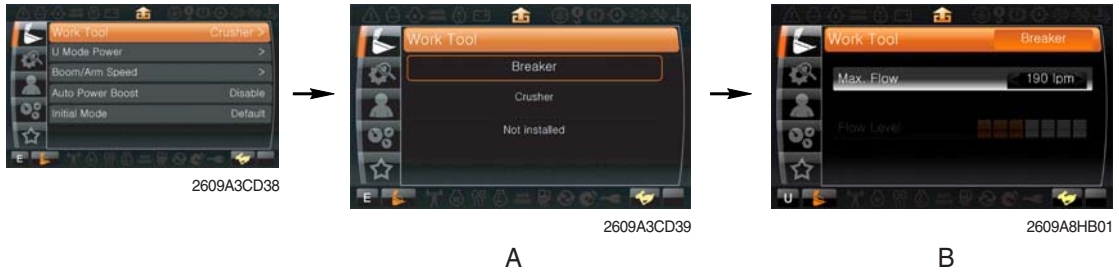 Work Tool Crusher >
U Mode Power >
Boom/Arm Speed >
Auto Power Boost Disable
Initial Mode Default
E
2609A3CD38
Work Tool
Breaker
Crusher
Not installed
E
2609A3CD39
A
Work Tool Breaker
Max. Flow 190 lpm
Flow Level
U
2609A8HB01
B